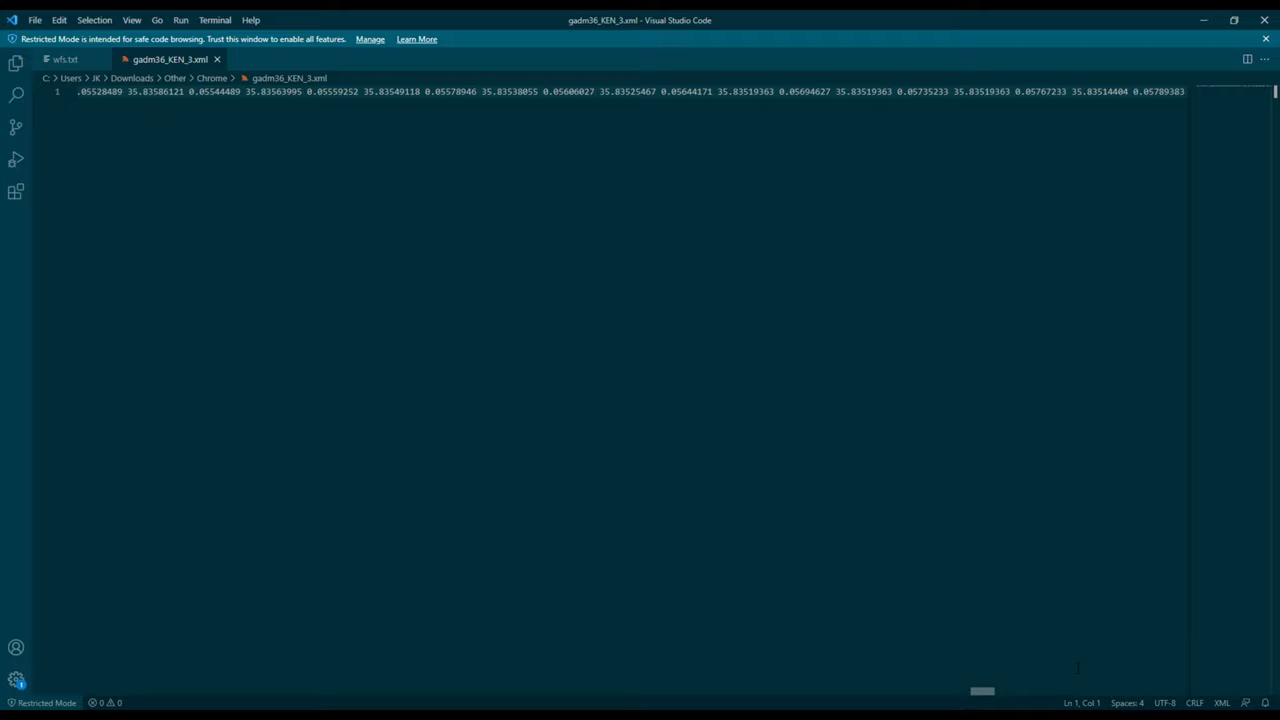 File Edit Selection View Go Run Terminal Help
gadm36_KEN_3.xml - Visual Studio Code
Restricted Mode is intended for safe code browsing. Trust this window to enable all features. Manage Learn More
wfs.txt gadm36_KEN_3.xml
C: > Users > JK > Downloads > Other > Chrome > gadm36_KEN_3.xml
1 .05528489 35.83586121 0.05544489 35.83563995 0.05559252 35.83549118 0.05578946 35.83538055 0.05606027 35.83525467 0.05644171 35.83519363 0.05694627 35.83519363 0.05735233 35.83519363 0.05767233 35.83514404 0.05789383
1
Restricted Mode 0 0 Ln 1, Col 1 Spaces: 4 UTF-8 CRLF XML